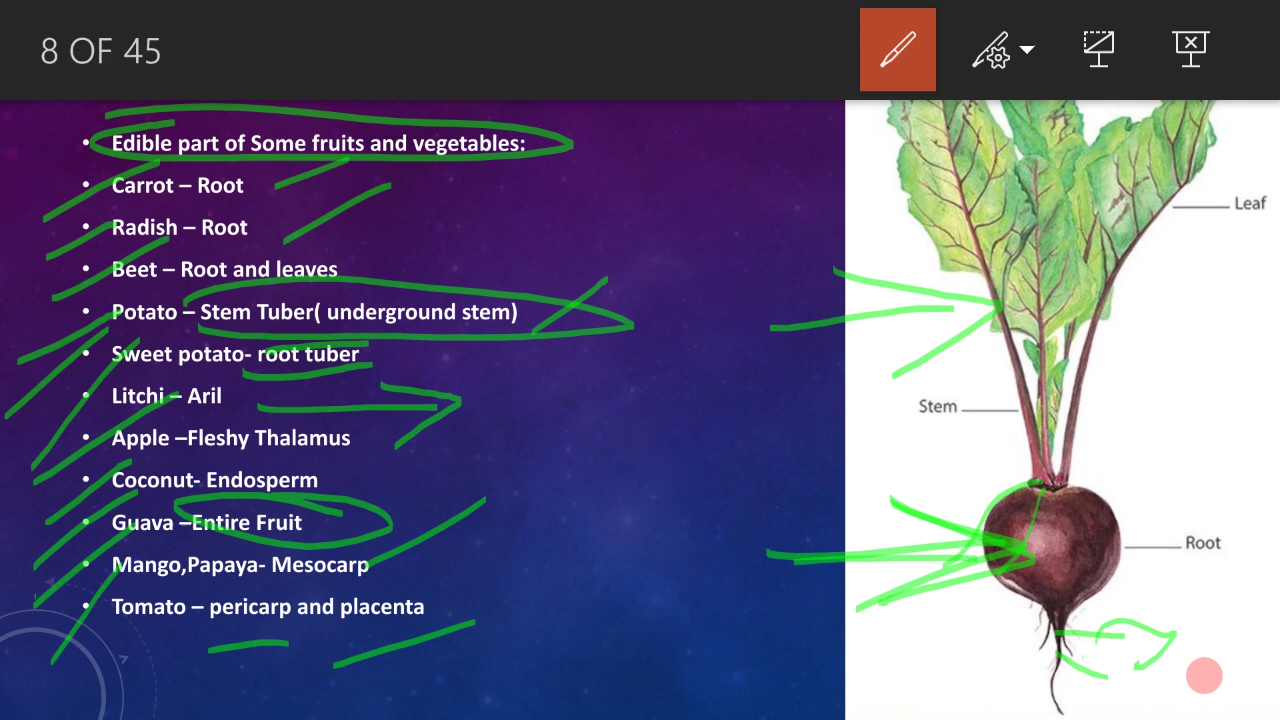 8 OF 45
• Edible part of Some fruits and vegetables:
• Carrot – Root
• Radish – Root
• Beet – Root and leaves
• Potato – Stem Tuber( underground stem)
• Sweet potato- root tuber
• Litchi – Aril
• Apple –Fleshy Thalamus
• Coconut- Endosperm
• Guava –Entire Fruit
• Mango,Papaya- Mesocarp
• Tomato – pericarp and placenta
Leaf
Stem
Root